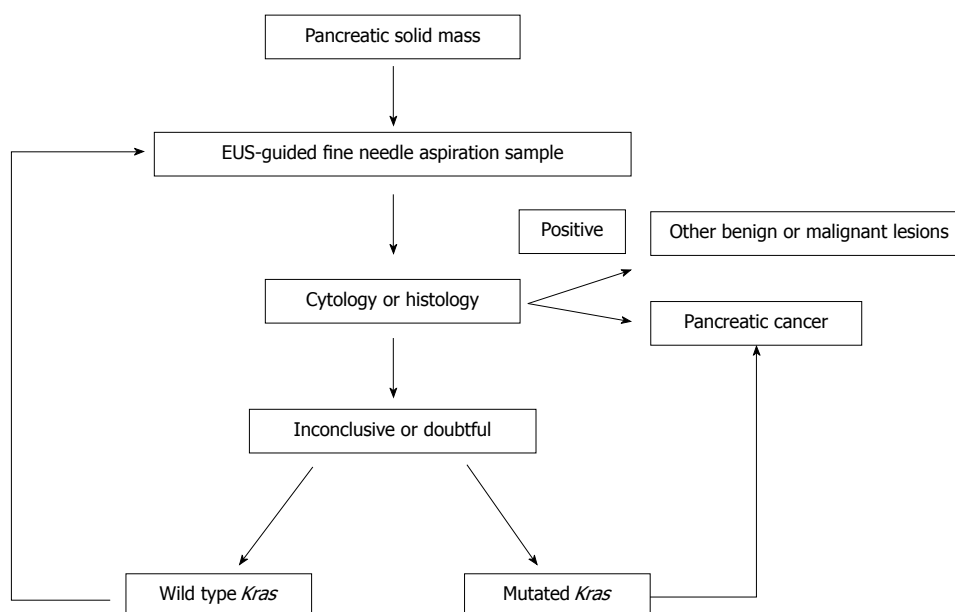 Pancreatic solid mass
EUS-guided fine needle aspiration sample
Positive
Other benign or malignant lesions
Cytology or histology
Pancreatic cancer
Inconclusive or doubtful
Wild type Kras
Mutated Kras